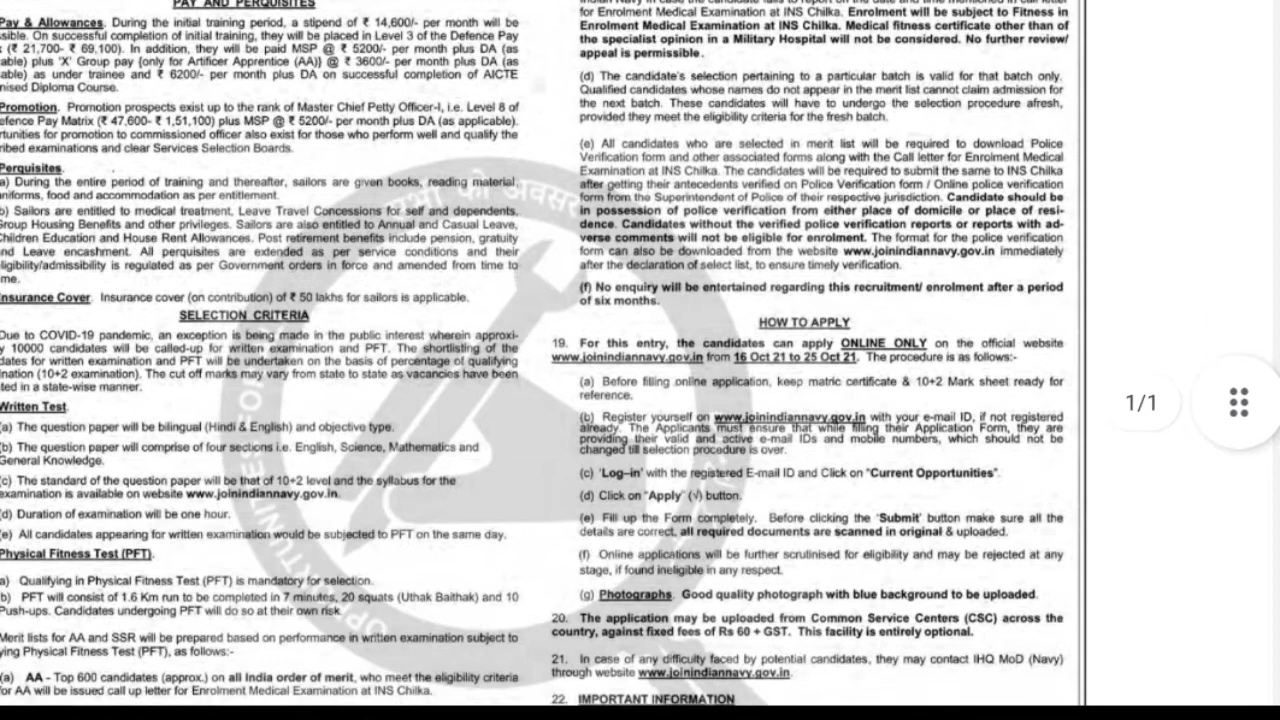 PAY AND PERQUISITES
Pay & Allowances. During the initial training period, a stipend of ₹ 14,600/- per month will be
ssible. On successful completion of initial training, they will be placed in Level 3 of the Defence Pay
x (₹ 21,700- ₹ 69,100). In addition, they will be paid MSP @ ₹ 5200/- per month plus DA (as
cable) plus 'X' Group pay {only for Artificer Apprentice (AA)} @ ₹ 3600/- per month plus DA (as
cable) as under trainee and ₹ 6200/- per month plus DA on successful completion of AICTE
nised Diploma Course.
Promotion. Promotion prospects exist up to the rank of Master Chief Petty Officer-I, i.e. Level 8 of
efence Pay Matrix (₹ 47,600- ₹ 1,51,100) plus MSP @ ₹ 5200/- per month plus DA (as applicable).
rtunities for promotion to commissioned officer also exist for those who perform well and qualify the
ribed examinations and clear Services Selection Boards.
Perquisites.
a) During the entire period of training and thereafter, sailors are given books, reading material,
niforms, food and accommodation as per entitlement.
b) Sailors are entitled to medical treatment, Leave Travel Concessions for self and dependents,
Group Housing Benefits and other privileges. Sailors are also entitled to Annual and Casual Leave,
Children Education and House Rent Allowances. Post retirement benefits include pension, gratuity
nd Leave encashment. All perquisites are extended as per service conditions and their
ligibility/admissibility is regulated as per Government orders in force and amended from time to
me.
Insurance Cover. Insurance cover (on contribution) of ₹ 50 lakhs for sailors is applicable.
SELECTION CRITERIA
Due to COVID-19 pandemic, an exception is being made in the public interest wherein approxi-
y 10000 candidates will be called-up for written examination and PFT. The shortlisting of the
dates for written examination and PFT will be undertaken on the basis of percentage of qualifying
ination (10+2 examination). The cut off marks may vary from state to state as vacancies have been
ted in a state-wise manner.
Written Test.
(a) The question paper will be bilingual (Hindi & English) and objective type.
(b) The question paper will comprise of four sections i.e. English, Science, Mathematics and
General Knowledge.
(c) The standard of the question paper will be that of 10+2 level and the syllabus for the
examination is available on website www.joinindiannavy.gov.in.
(d) Duration of examination will be one hour.
(e) All candidates appearing for written examination would be subjected to PFT on the same day.
Physical Fitness Test (PFT).
a) Qualifying in Physical Fitness Test (PFT) is mandatory for selection.
b) PFT will consist of 1.6 Km run to be completed in 7 minutes, 20 squats (Uthak Baithak) and 10
Push-ups. Candidates undergoing PFT will do so at their own risk.
Merit lists for AA and SSR will be prepared based on performance in written examination subject to
ying Physical Fitness Test (PFT), as follows:-
(a) AA - Top 600 candidates (approx.) on all India order of merit, who meet the eligibility criteria
for AA will be issued call up letter for Enrolment Medical Examination at INS Chilka.
for Enrolment Medical Examination at INS Chilka. Enrolment will be subject to Fitness in
Enrolment Medical Examination at INS Chilka. Medical fitness certificate other than of
the specialist opinion in a Military Hospital will not be considered. No further review/
appeal is permissible.
(d) The candidate's selection pertaining to a particular batch is valid for that batch only.
Qualified candidates whose names do not appear in the merit list cannot claim admission for
the next batch. These candidates will have to undergo the selection procedure afresh,
provided they meet the eligibility criteria for the fresh batch.
(e) All candidates who are selected in merit list will be required to download Police
Verification form and other associated forms along with the Call letter for Enrolment Medical
Examination at INS Chilka. The candidates will be required to submit the same to INS Chilka
after getting their antecedents verified on Police Verification form / Online police verification
form from the Superintendent of Police of their respective jurisdiction. Candidate should be
in possession of police verification from either place of domicile or place of resi-
dence. Candidates without the verified police verification reports or reports with ad-
verse comments will not be eligible for enrolment. The format for the police verification
form can also be downloaded from the website www.joinindiannavy.gov.in immediately
after the declaration of select list, to ensure timely verification.
(f) No enquiry will be entertained regarding this recruitment/ enrolment after a period
of six months.
HOW TO APPLY
19. For this entry, the candidates can apply ONLINE ONLY on the official website
www.joinindiannavy.gov.in from 16 Oct 21 to 25 Oct 21. The procedure is as follows:-
(a) Before filling online application, keep matric certificate & 10+2 Mark sheet ready for
reference.
(b) Register yourself on www.joinindiannavy.gov.in with your e-mail ID, if not registered
already. The Applicants must ensure that while filling their Application Form, they are
providing their valid and active e-mail IDs and mobile numbers, which should not be
changed till selection procedure is over.
(c) 'Log–in' with the registered E-mail ID and Click on "Current Opportunities".
(d) Click on "Apply" (√) button.
(e) Fill up the Form completely. Before clicking the 'Submit' button make sure all the
details are correct, all required documents are scanned in original & uploaded.
(f) Online applications will be further scrutinised for eligibility and may be rejected at any
stage, if found ineligible in any respect.
(g) Photographs. Good quality photograph with blue background to be uploaded.
20. The application may be uploaded from Common Service Centers (CSC) across the
country, against fixed fees of Rs 60 + GST. This facility is entirely optional.
21. In case of any difficulty faced by potential candidates, they may contact IHQ MoD (Navy)
through website www.joinindiannavy.gov.in.
22. IMPORTANT INFORMATION
1/1